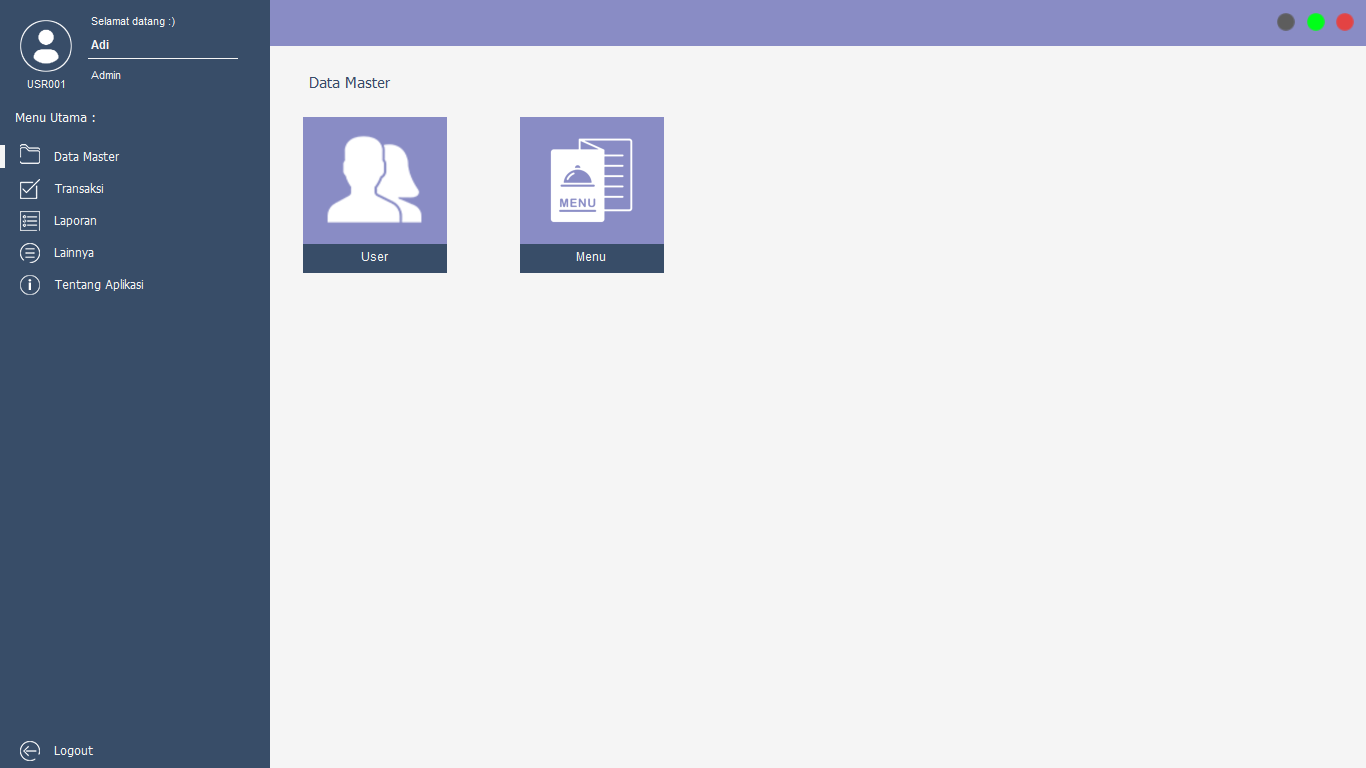 Selamat datang :)
Adi
Admin
USR001
Menu Utama :
Data Master
Transaksi
Laporan
Lainnya
Tentang Aplikasi
Logout
Data Master
MENU
User
Menu